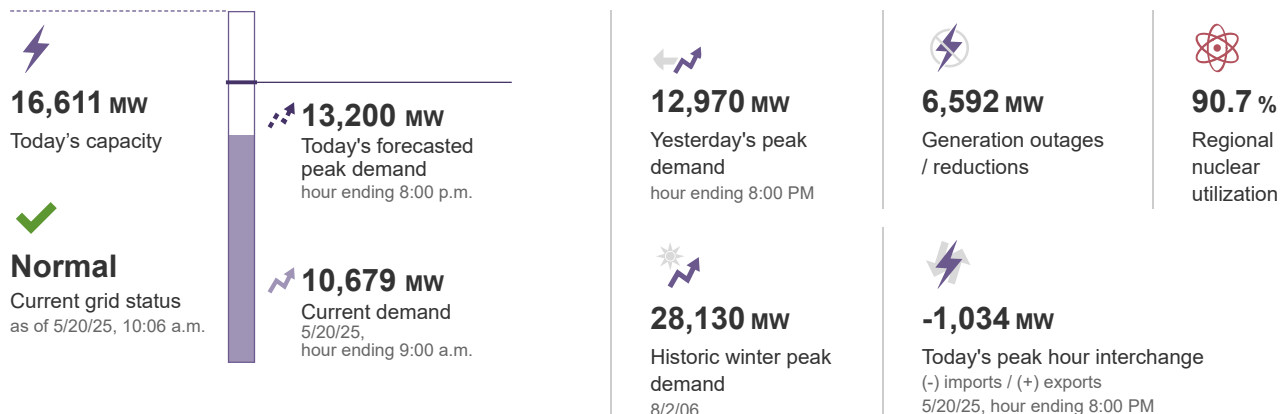 16,611 MW
Today's capacity
Normal
Current grid status
as of 5/20/25, 10:06 a.m.
13,200 MW
Today's forecasted
peak demand
hour ending 8:00 p.m.
10,679 MW
Current demand
5/20/25,
hour ending 9:00 a.m.
12,970 MW
Yesterday's peak
demand
hour ending 8:00 PM
6,592 MW
Generation outages
/ reductions
90.7 %
Regional
nuclear
utilization
28,130 MW
Historic winter peak
demand
8/2/06
-1,034 MW
Today's peak hour interchange
(-) imports / (+) exports
5/20/25, hour ending 8:00 PM